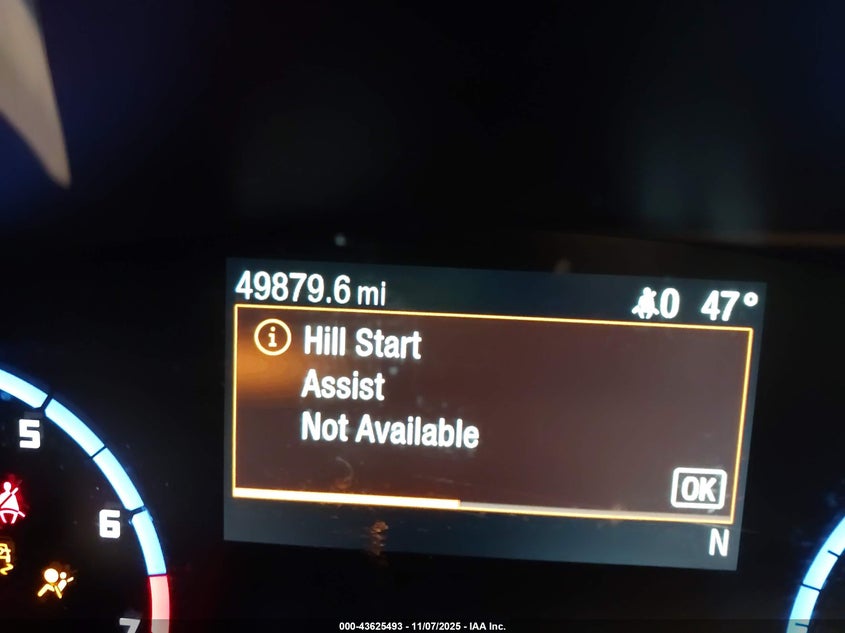 49879.6 mi 0 47°
Hill Start
Assist
Not Available
OK
N
5
6
7
000-43625493 - 11/07/2025 - IAA Inc.